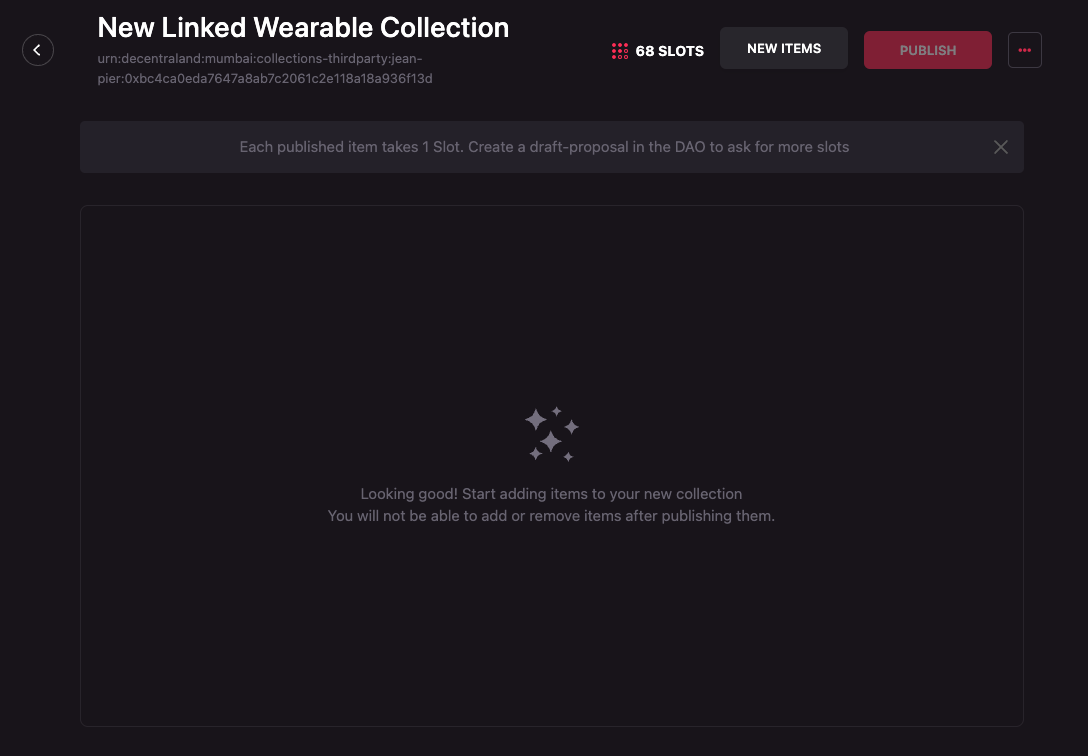 New Linked Wearable Collection
urn:decentraland:mumbai:collections-thirdparty:jean-
pier:0xbc4ca0eda7647a8ab7c2061c2e118a18a936f13d
68 SLOTS
NEW ITEMS
PUBLISH
Each published item takes 1 Slot. Create a draft-proposal in the DAO to ask for more slots
Looking good! Start adding items to your new collection
You will not be able to add or remove items after publishing them.